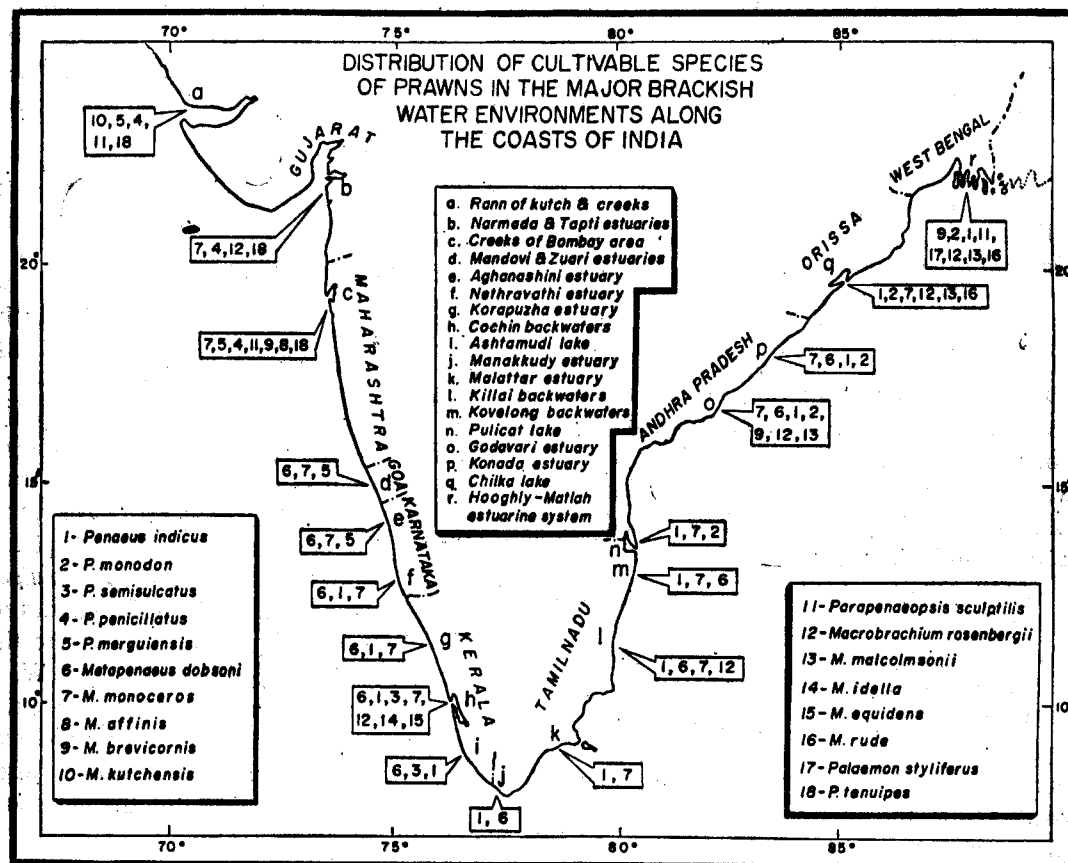 70°
75°
80°
85°
DISTRIBUTION OF CULTIVABLE SPECIES
OF PRAWNS IN THE MAJOR BRACKISH
WATER ENVIRONMENTS ALONG
THE COASTS OF INDIA
a
10, 5, 4,
11, 18
GUJARAT
b
7, 4, 12, 18
20°
c
7, 5, 4, 11, 9, 8, 18
MAHARASHTRA
GOA
(KARNATAKA)
6, 7, 5
d
e
6, 7, 5
f
6, 1, 7
g
6, 1, 7
KERALA
h
6, 1, 3, 7,
12, 14, 15
i
6, 3, 1
j
1, 6
a. Rann of kutch & creeks
b. Narmada & Tapti estuaries
c. Creeks of Bombay area
d. Mandovi & Zuari estuaries
e. Aghanashini estuary
f. Nethravathi estuary
g. Korapuzha estuary
h. Cochin backwaters
I. Ashtamudi lake
j. Manakkudy estuary
k. Malattar estuary
l. Killai backwaters
m. Kovelong backwaters
n. Pulicat lake
o. Godavari estuary
p. Konada estuary
q. Chilka lake
r. Hooghly-Matlah
estuarine system
WEST BENGAL
r
9, 2, 1, 11,
17, 12, 13, 16
ORISSA
q
20°
1, 2, 7, 12, 13, 16
p
7, 6, 1, 2
ANDHRA PRADESH
o
7, 6, 1, 2,
9, 12, 13
15°
15°
n
1, 7, 2
m
1, 7, 6
TAMILNADU
l
1, 6, 7, 12
10°
10°
k
1, 7
1- Penaeus indicus
2- P. monodon
3- P. semisulcatus
4- P. penicillatus
5- P. merguiensis
6- Metapenaeus dobsoni
7- M. monoceros
8- M. affinis
9- M. brevicornis
10- M. kutchensis
11- Parapenaeopsis sculptilis
12- Macrobrachium rosenbergii
13- M. malcolmsonii
14- M. idella
15- M. equidens
16- M. rude
17- Palaemon styliferus
18- P. tenuipes
70°
75°
80°
85°